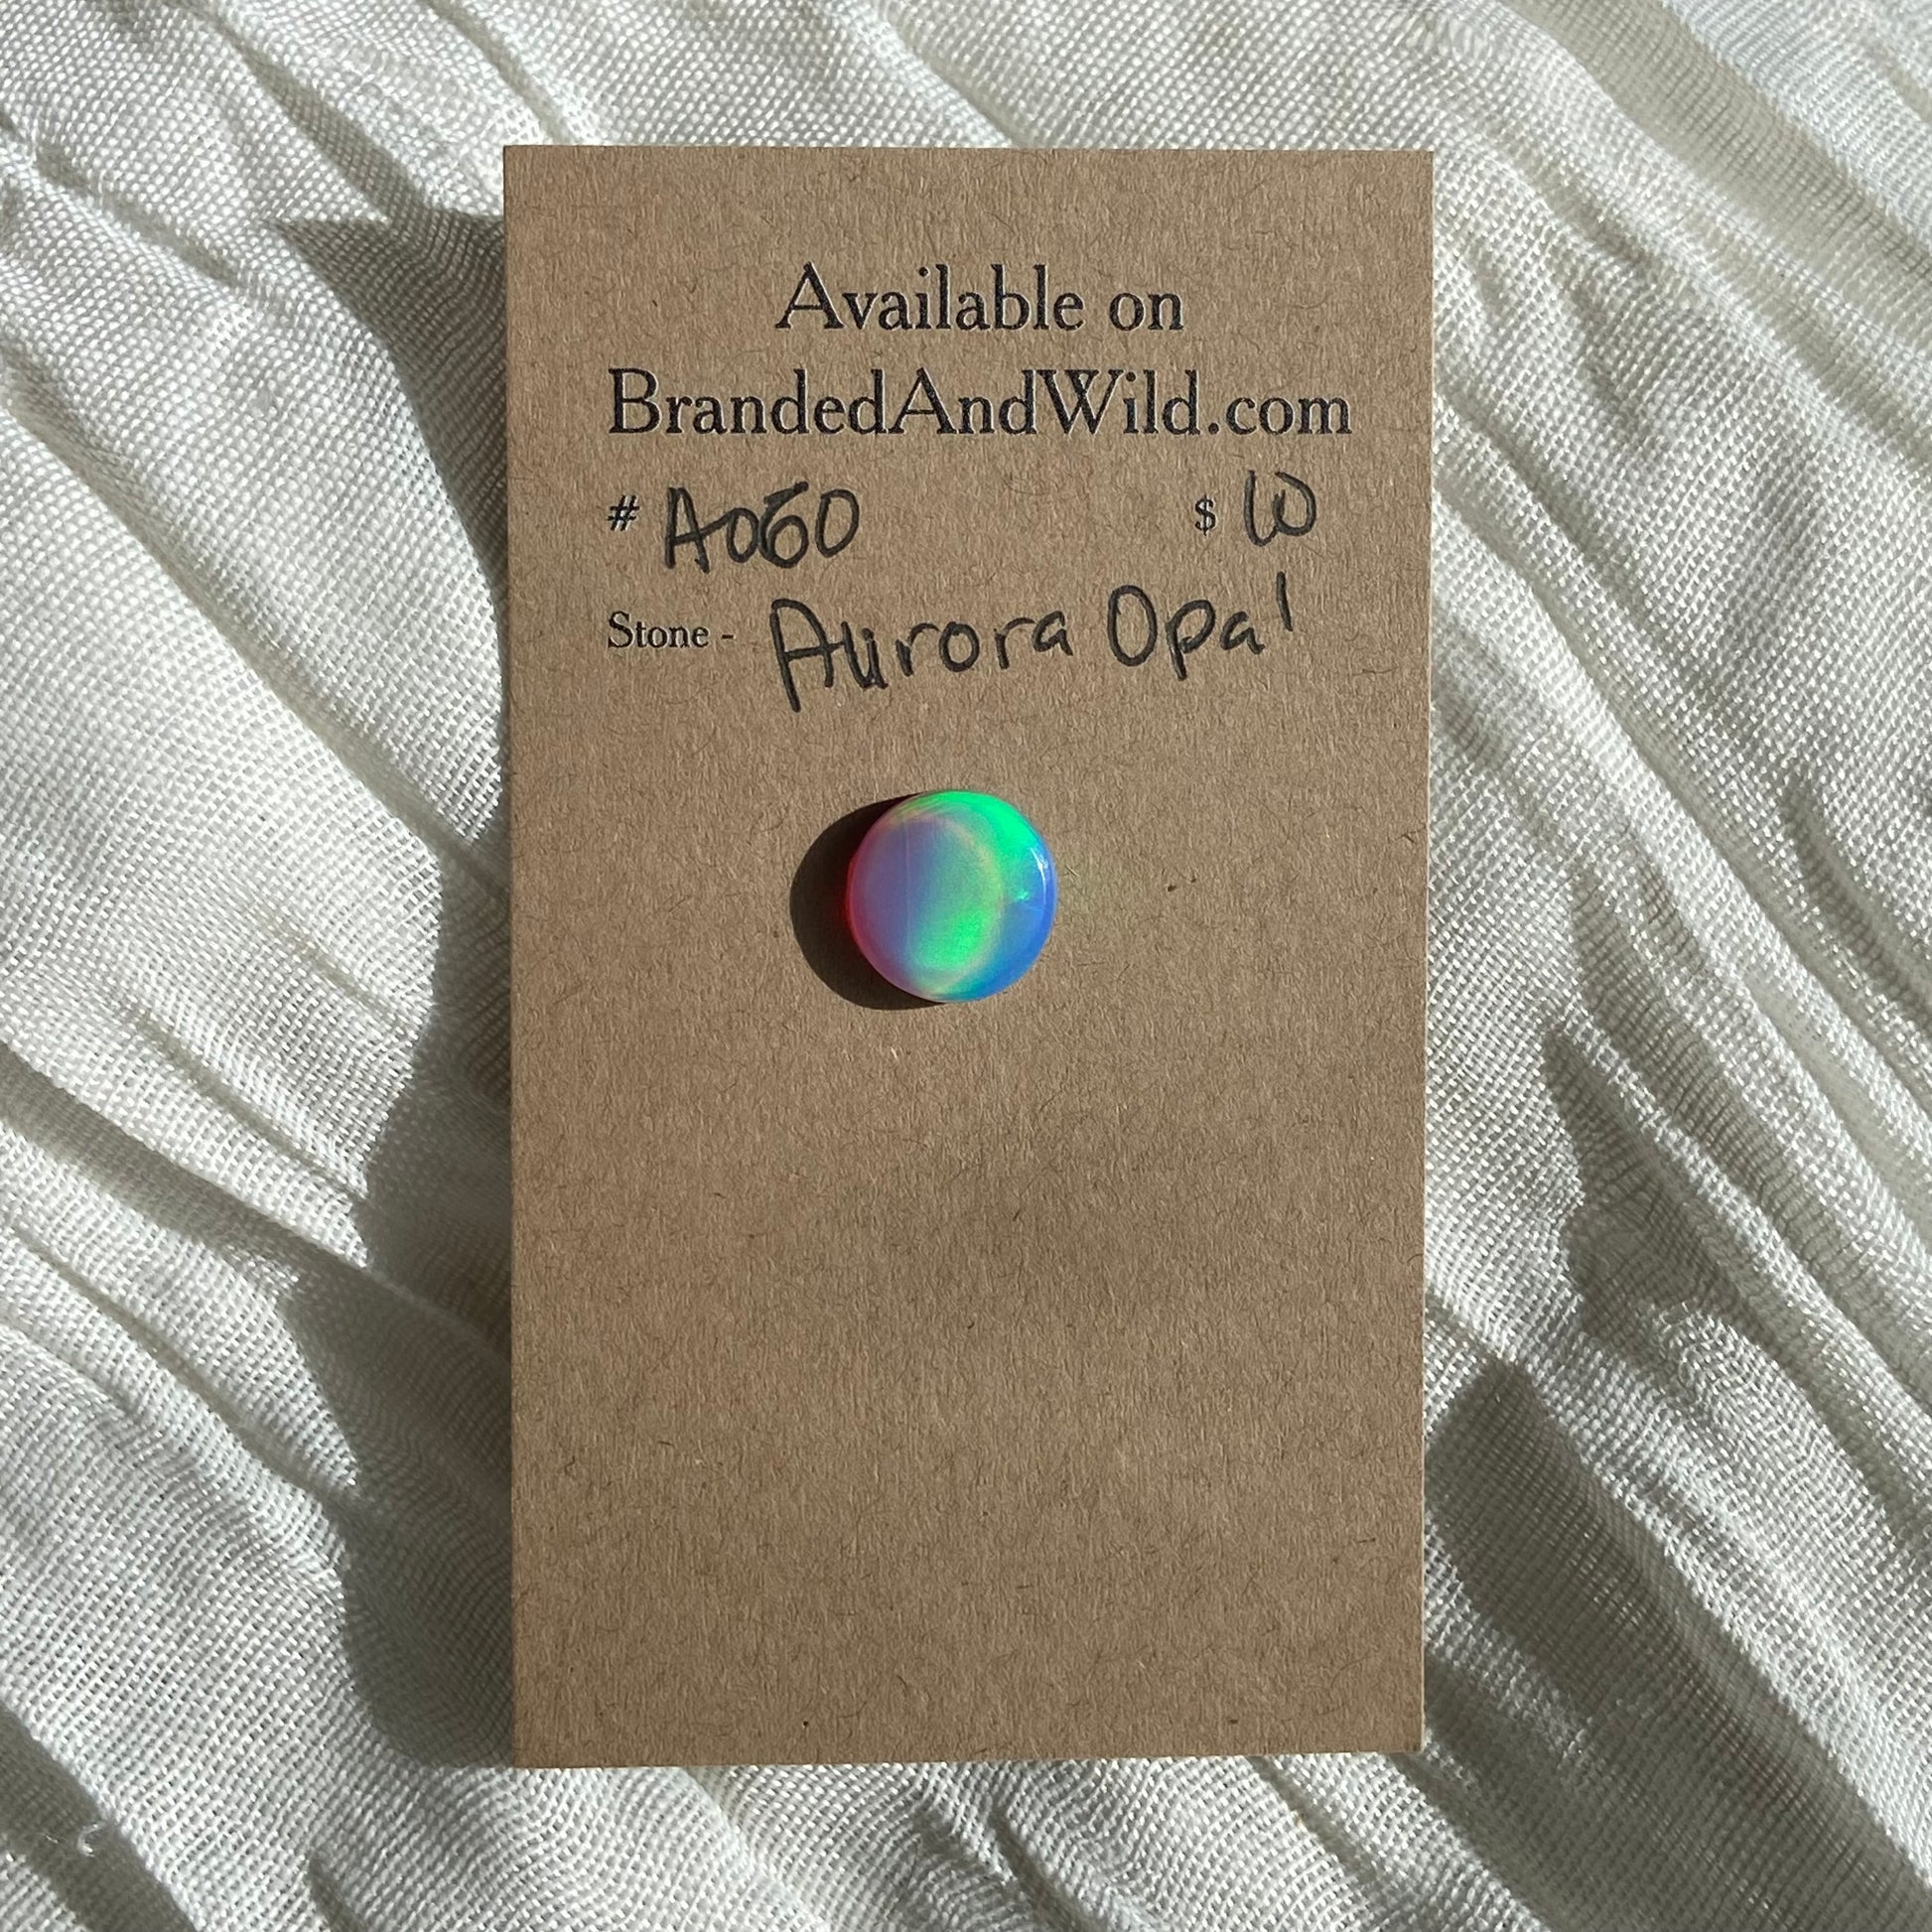 Available on
BrandedAndWild.com
# A060 $ 10
Stone - Aurora Opal